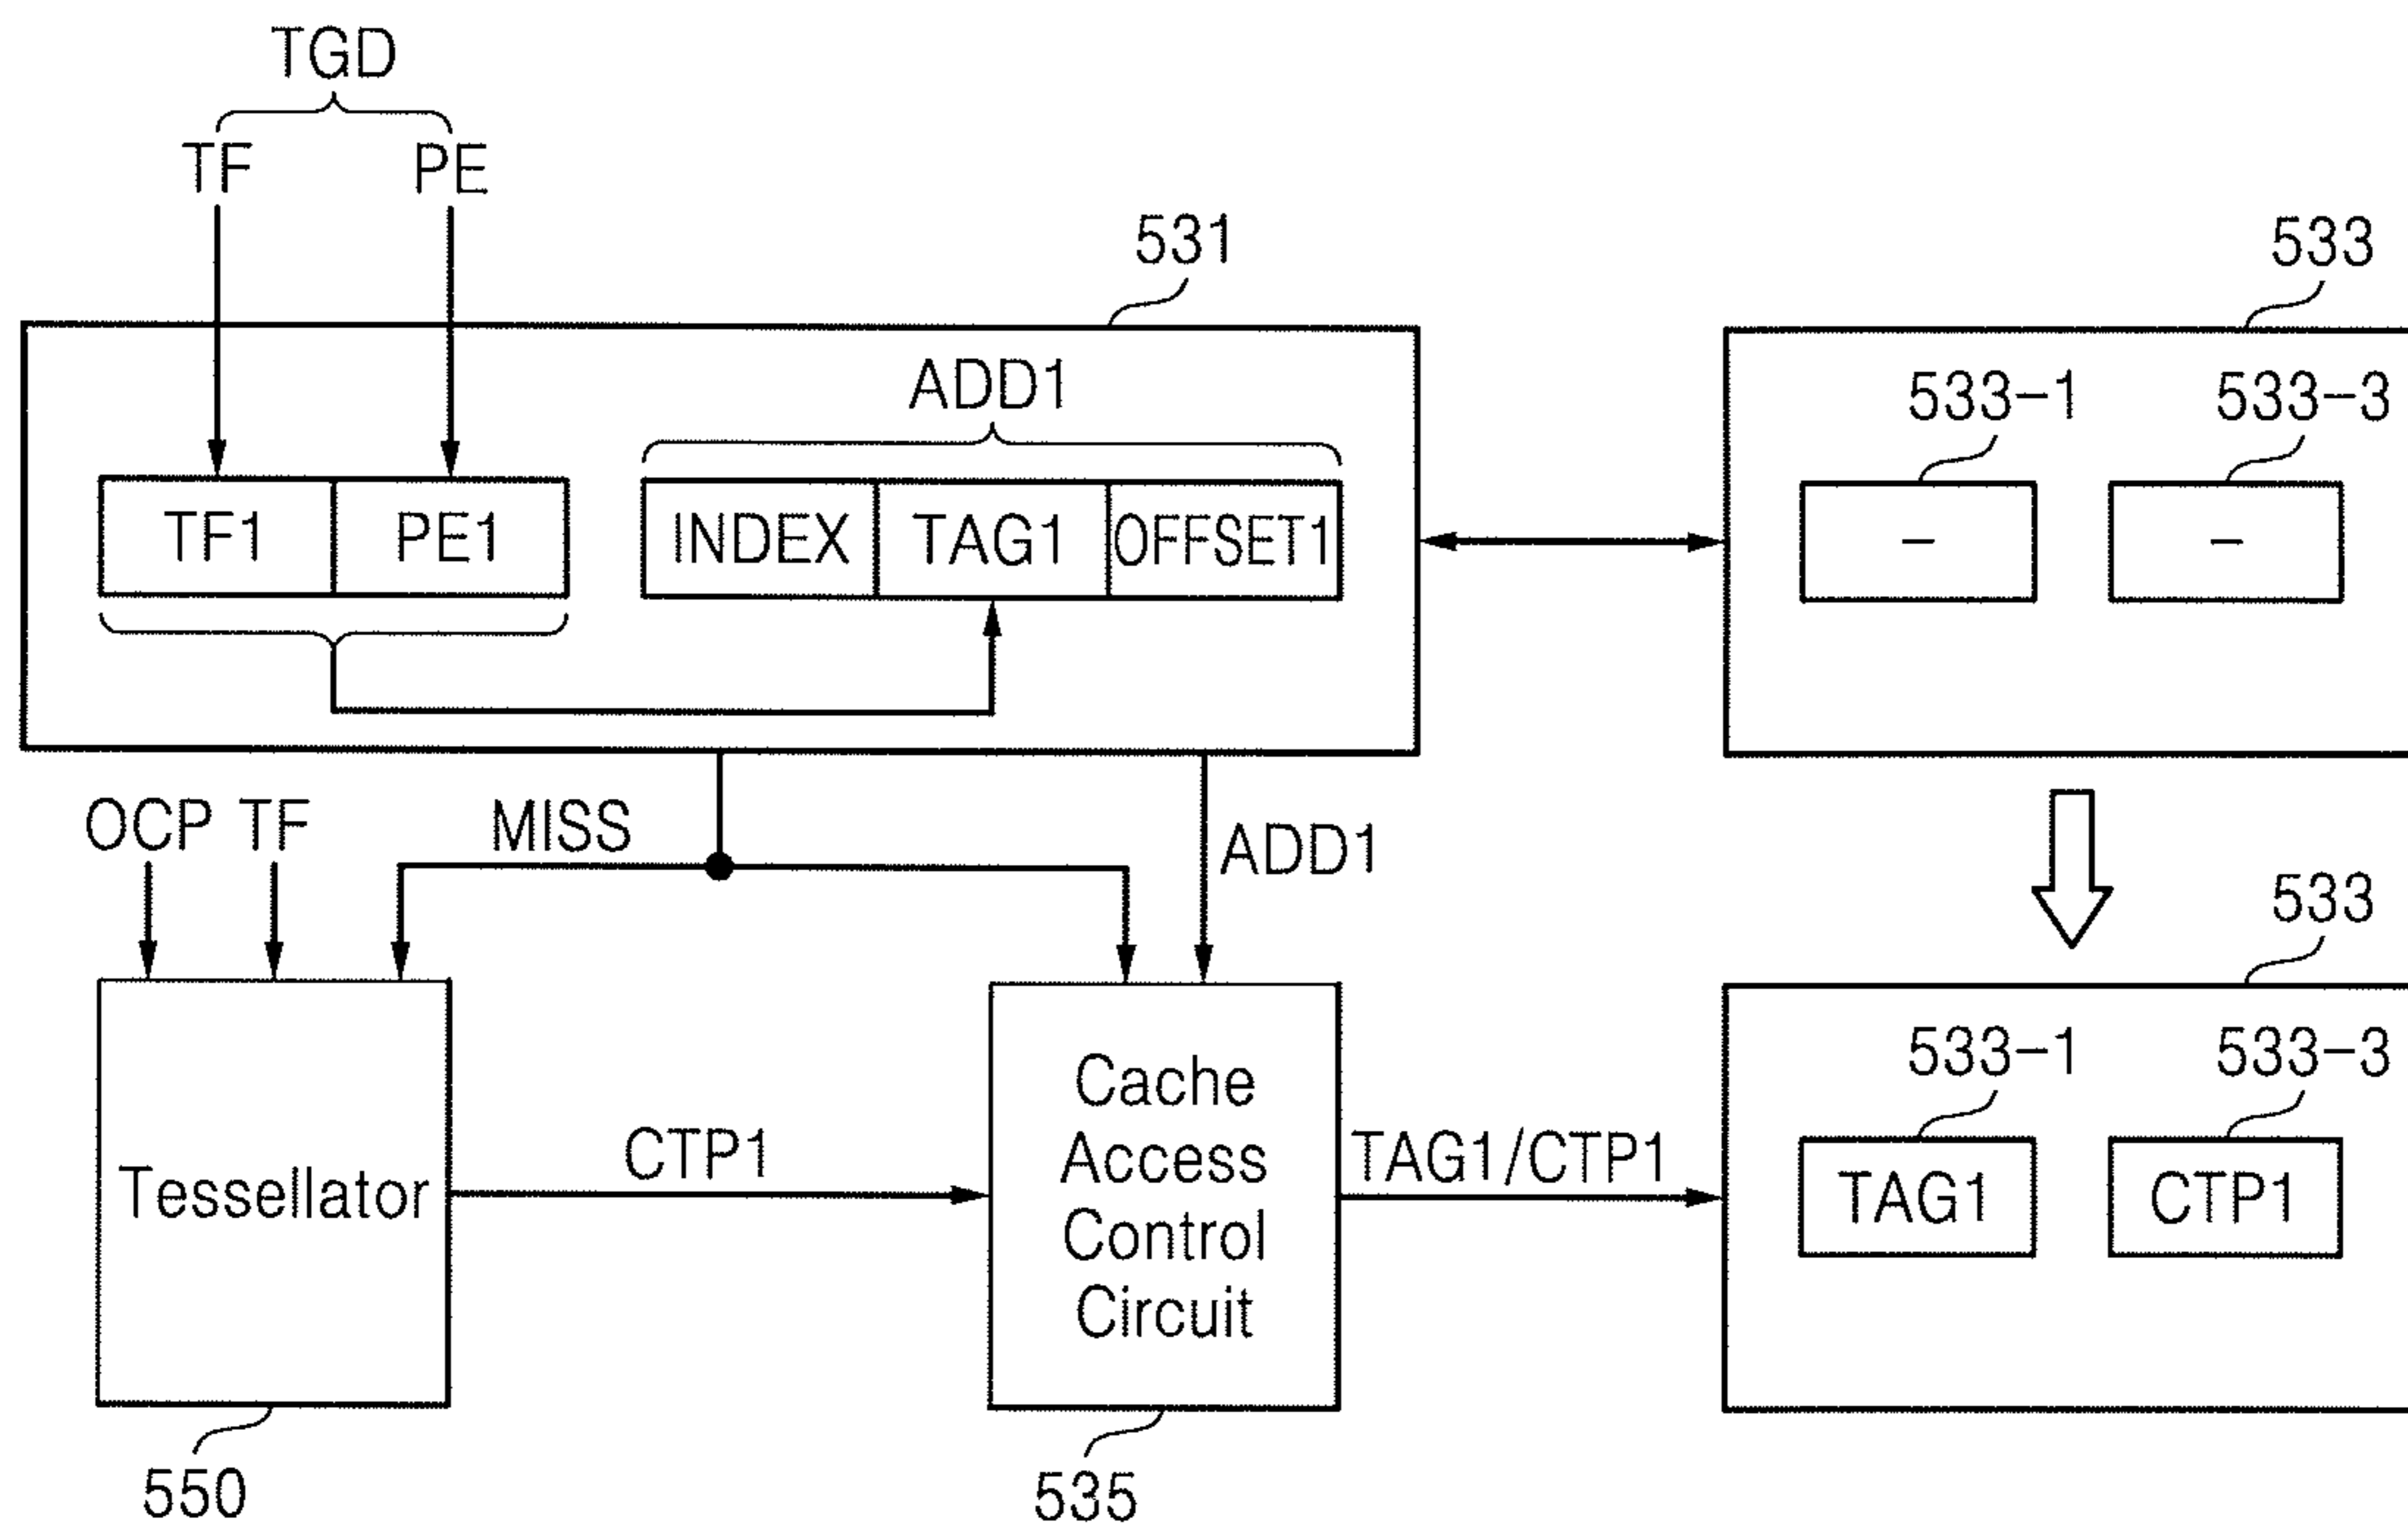 TGD
TF PE
531
533
ADD1
533-1 533-3
TF1 PE1 INDEX TAG1 OFFSET1 - -
OCP TF MISS ADD1
533
533-1 533-3
Cache
Access
Control
Circuit
Tessellator CTP1 TAG1/CTP1 TAG1 CTP1
550 535